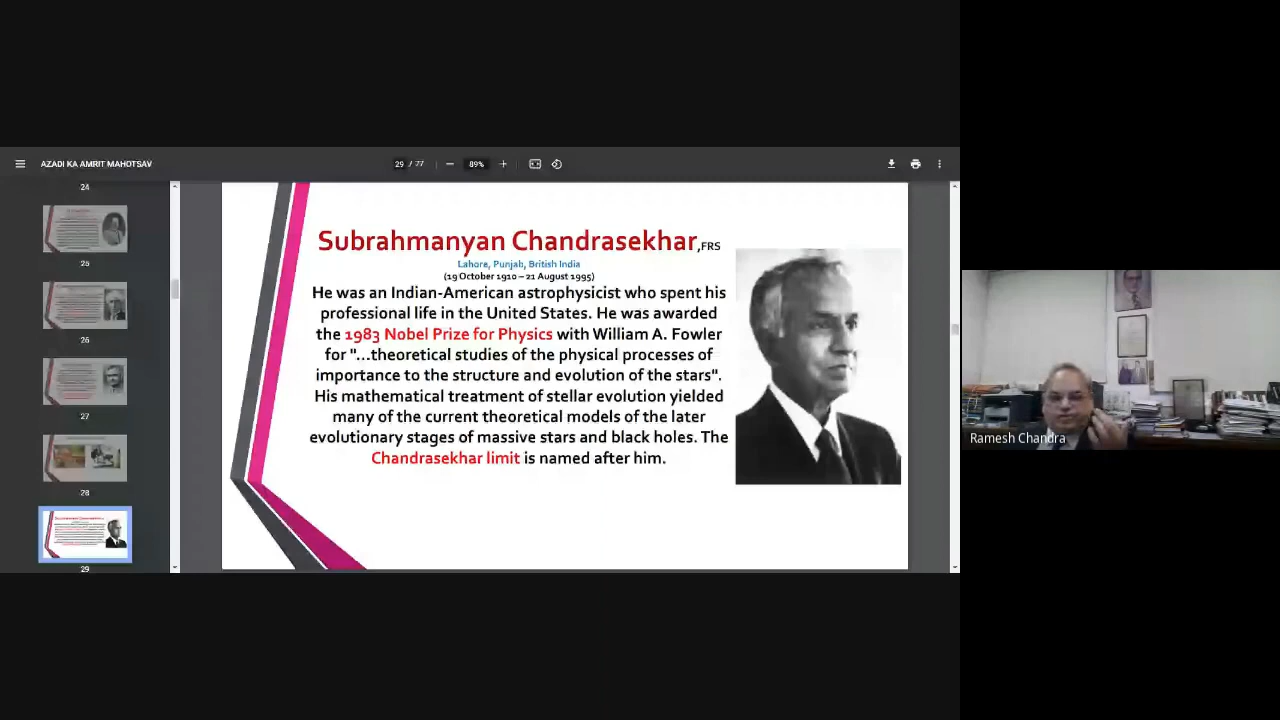 AZADI KA AMRIT MAHOTSAV
29 / 77
89%
24
25
26
27
28
29
Subrahmanyan Chandrasekhar,FRS
Lahore, Punjab, British India
(19 October 1910 – 21 August 1995)
He was an Indian-American astrophysicist who spent his
professional life in the United States. He was awarded
the 1983 Nobel Prize for Physics with William A. Fowler
for "...theoretical studies of the physical processes of
importance to the structure and evolution of the stars".
His mathematical treatment of stellar evolution yielded
many of the current theoretical models of the later
evolutionary stages of massive stars and black holes. The
Chandrasekhar limit is named after him.
Ramesh Chandra